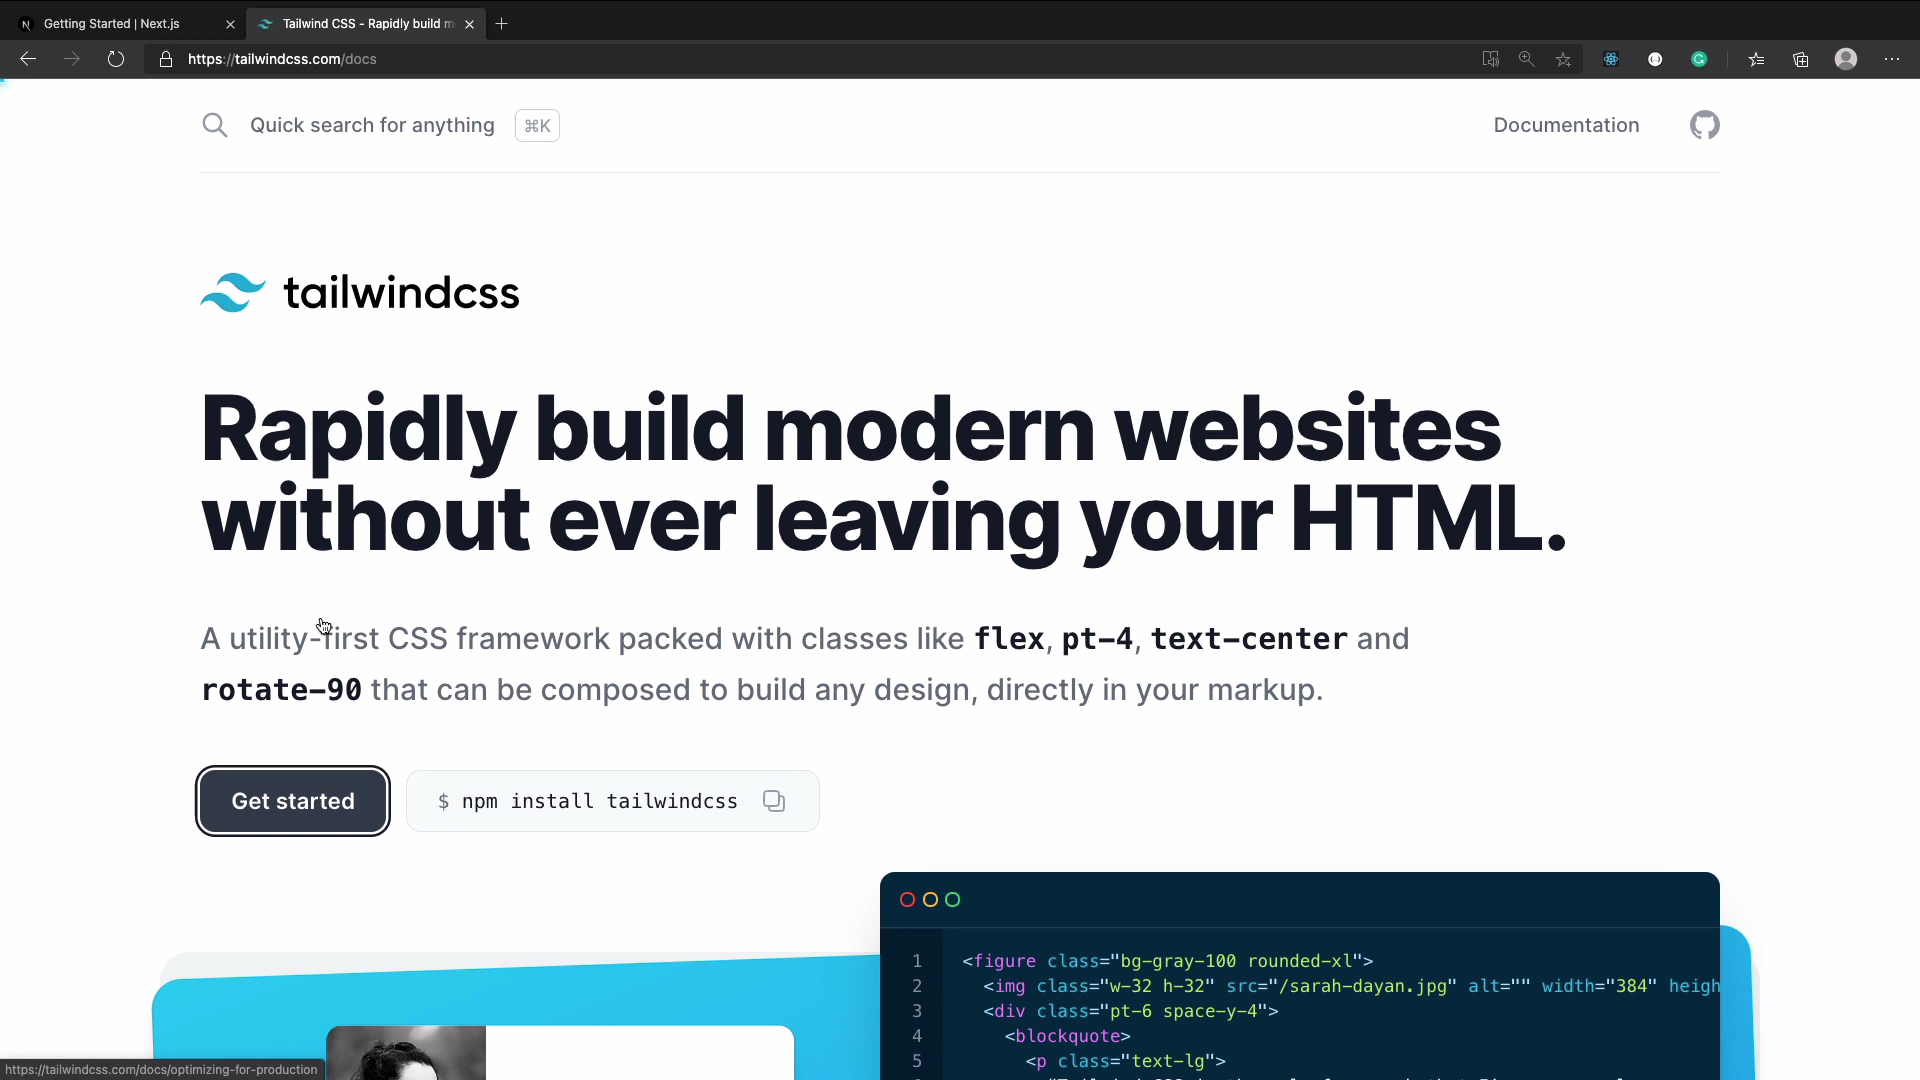 Getting Started | Next.js
Tailwind CSS - Rapidly build m
https://tailwindcss.com/docs
Quick search for anything ⌘K
Documentation
tailwindcss
Rapidly build modern websites
without ever leaving your HTML.
A utility-first CSS framework packed with classes like flex, pt-4, text-center and
rotate-90 that can be composed to build any design, directly in your markup.
Get started
$ npm install tailwindcss
1 <figure class="bg-gray-100 rounded-xl">
2 <img class="w-32 h-32" src="/sarah-dayan.jpg" alt="" width="384" heigh
3 <div class="pt-6 space-y-4">
4 <blockquote>
5 <p class="text-lg">
https://tailwindcss.com/docs/optimizing-for-production